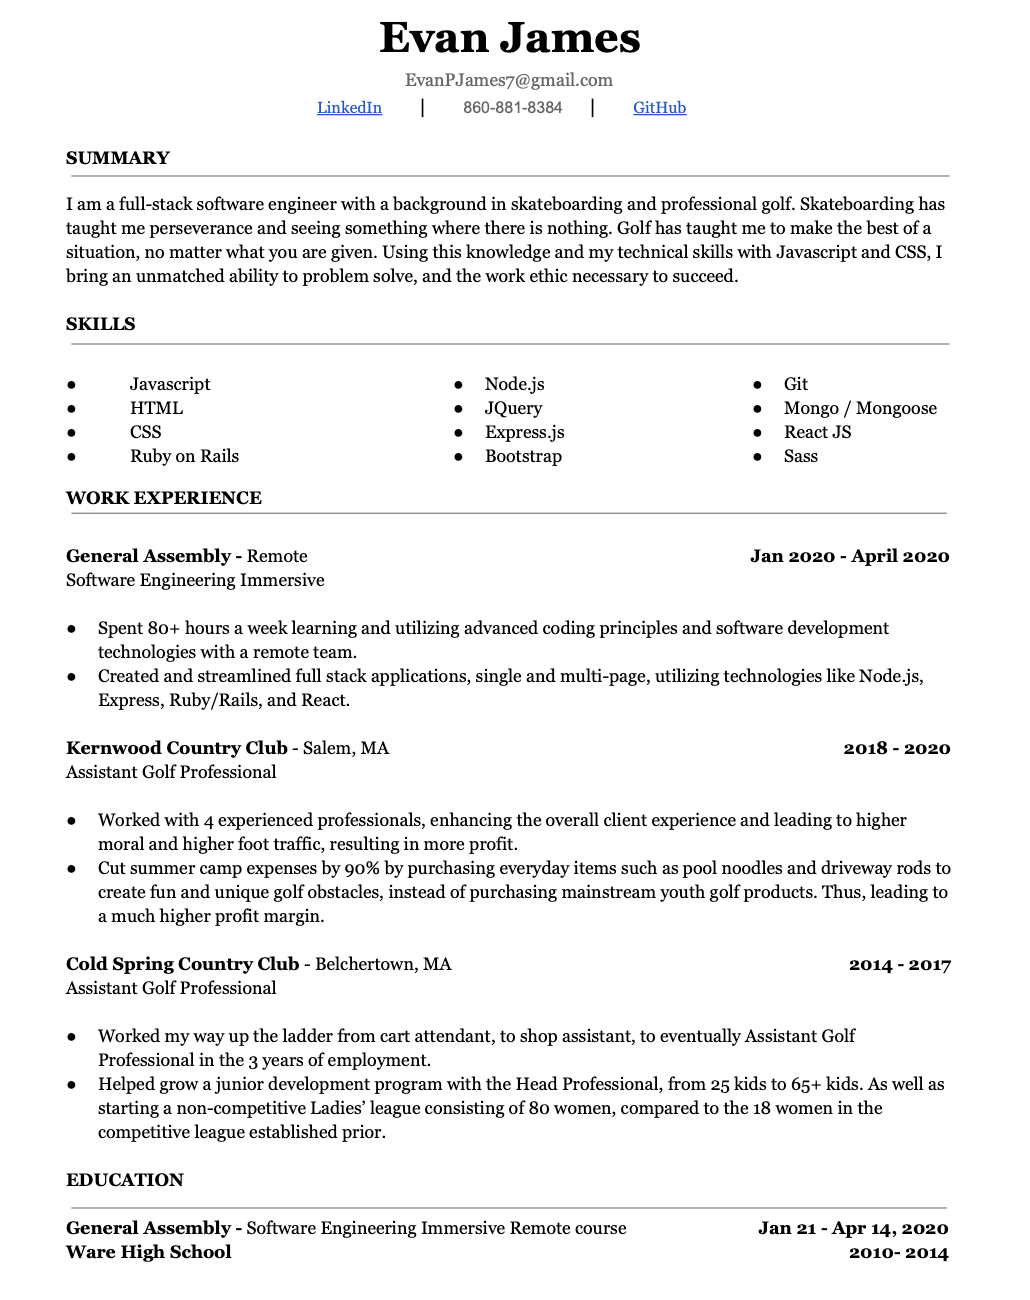 Evan James
EvanPJames7@gmail.com
LinkedIn | 860-881-8384 | GitHub
SUMMARY
I am a full-stack software engineer with a background in skateboarding and professional golf. Skateboarding has
taught me perseverance and seeing something where there is nothing. Golf has taught me to make the best of a
situation, no matter what you are given. Using this knowledge and my technical skills with Javascript and CSS, I
bring an unmatched ability to problem solve, and the work ethic necessary to succeed.
SKILLS
● Javascript ● Node.js ● Git
● HTML ● JQuery ● Mongo / Mongoose
● CSS ● Express.js ● React JS
● Ruby on Rails ● Bootstrap ● Sass
WORK EXPERIENCE
General Assembly - Remote Jan 2020 - April 2020
Software Engineering Immersive
● Spent 80+ hours a week learning and utilizing advanced coding principles and software development
technologies with a remote team.
● Created and streamlined full stack applications, single and multi-page, utilizing technologies like Node.js,
Express, Ruby/Rails, and React.
Kernwood Country Club - Salem, MA 2018 - 2020
Assistant Golf Professional
● Worked with 4 experienced professionals, enhancing the overall client experience and leading to higher
moral and higher foot traffic, resulting in more profit.
● Cut summer camp expenses by 90% by purchasing everyday items such as pool noodles and driveway rods to
create fun and unique golf obstacles, instead of purchasing mainstream youth golf products. Thus, leading to
a much higher profit margin.
Cold Spring Country Club - Belchertown, MA 2014 - 2017
Assistant Golf Professional
● Worked my way up the ladder from cart attendant, to shop assistant, to eventually Assistant Golf
Professional in the 3 years of employment.
● Helped grow a junior development program with the Head Professional, from 25 kids to 65+ kids. As well as
starting a non-competitive Ladies’ league consisting of 80 women, compared to the 18 women in the
competitive league established prior.
EDUCATION
General Assembly - Software Engineering Immersive Remote course Jan 21 - Apr 14, 2020
Ware High School 2010- 2014